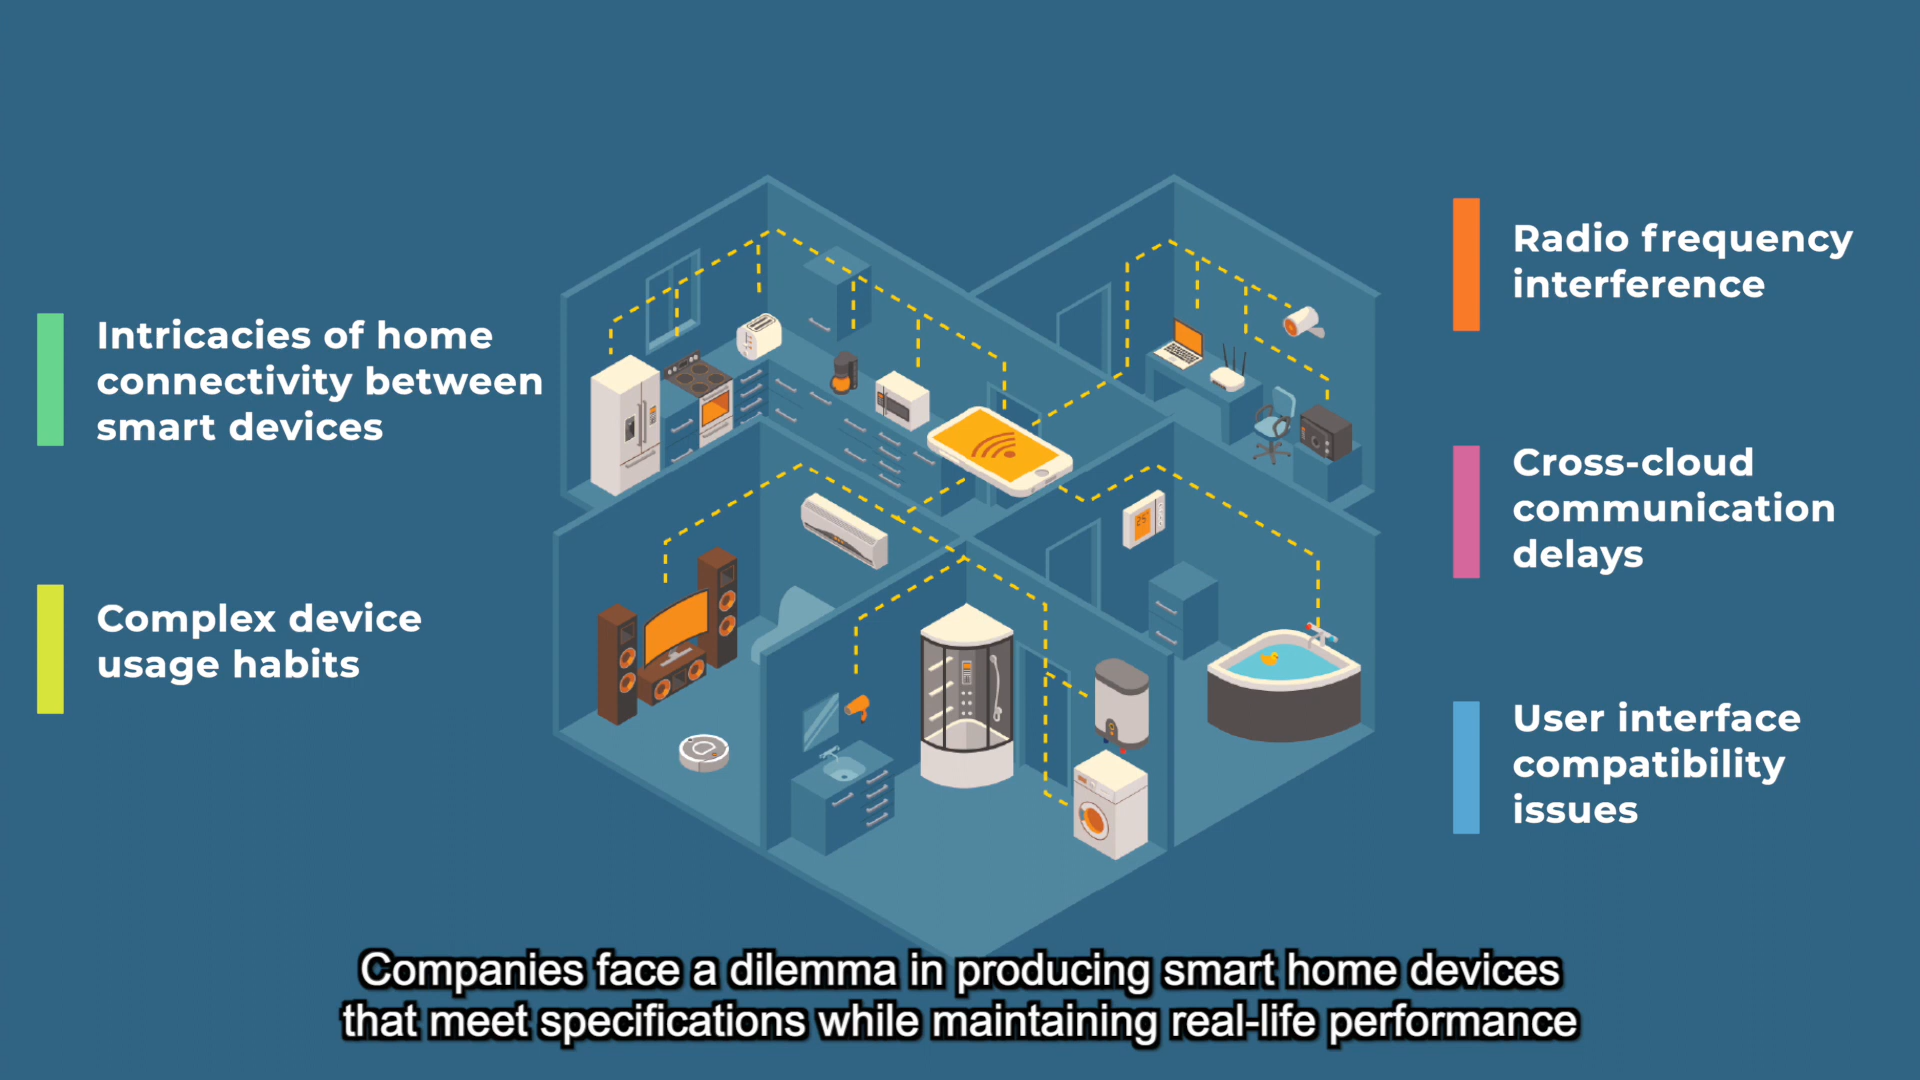 Intricacies of home
connectivity between
smart devices
Complex device
usage habits
Radio frequency
interference
Cross-cloud
communication
delays
User interface
compatibility
issues
Companies face a dilemma in producing smart home devices
that meet specifications while maintaining real-life performance